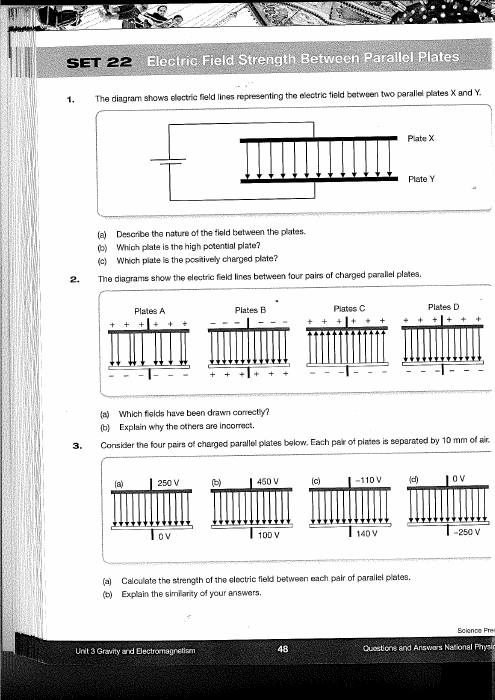 SET 22 Electric Field Strength Between Parallel Plates
1. The diagram shows electric field lines representing the electric field between two parallel plates X and Y.
Plate X
Plate Y
(a) Describe the nature of the field between the plates.
(b) Which plate is the high potential plate?
(c) Which plate is the positively charged plate?
2. The diagrams show the electric field lines between four pairs of charged parallel plates.
Plates A Plates B Plates C Plates D
+ + + + + + - - - - - - + + + + + + + + + + + +
- - - - - - + + + + + + - - - - - - - - - - - -
(a) Which fields have been drawn correctly?
(b) Explain why the others are incorrect.
3. Consider the four pairs of charged parallel plates below. Each pair of plates is separated by 10 mm of air.
(a) 250 V (b) 450 V (c) -110 V (d) 0 V
0 V 100 V 140 V -250 V
(a) Calculate the strength of the electric field between each pair of parallel plates.
(b) Explain the similarity of your answers.
Science Pre
Unit 3 Gravity and Electromagnetism 48 Questions and Answers National Physic